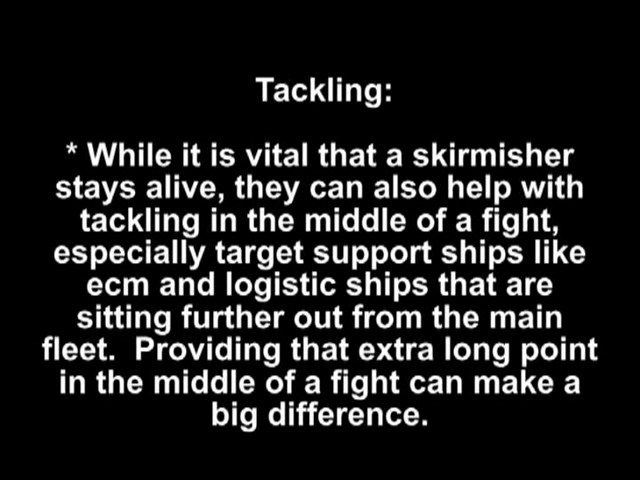 Tackling:
* While it is vital that a skirmisher
stays alive, they can also help with
tackling in the middle of a fight,
especially target support ships like
ecm and logistic ships that are
sitting further out from the main
fleet.  Providing that extra long point
in the middle of a fight can make a
big difference.